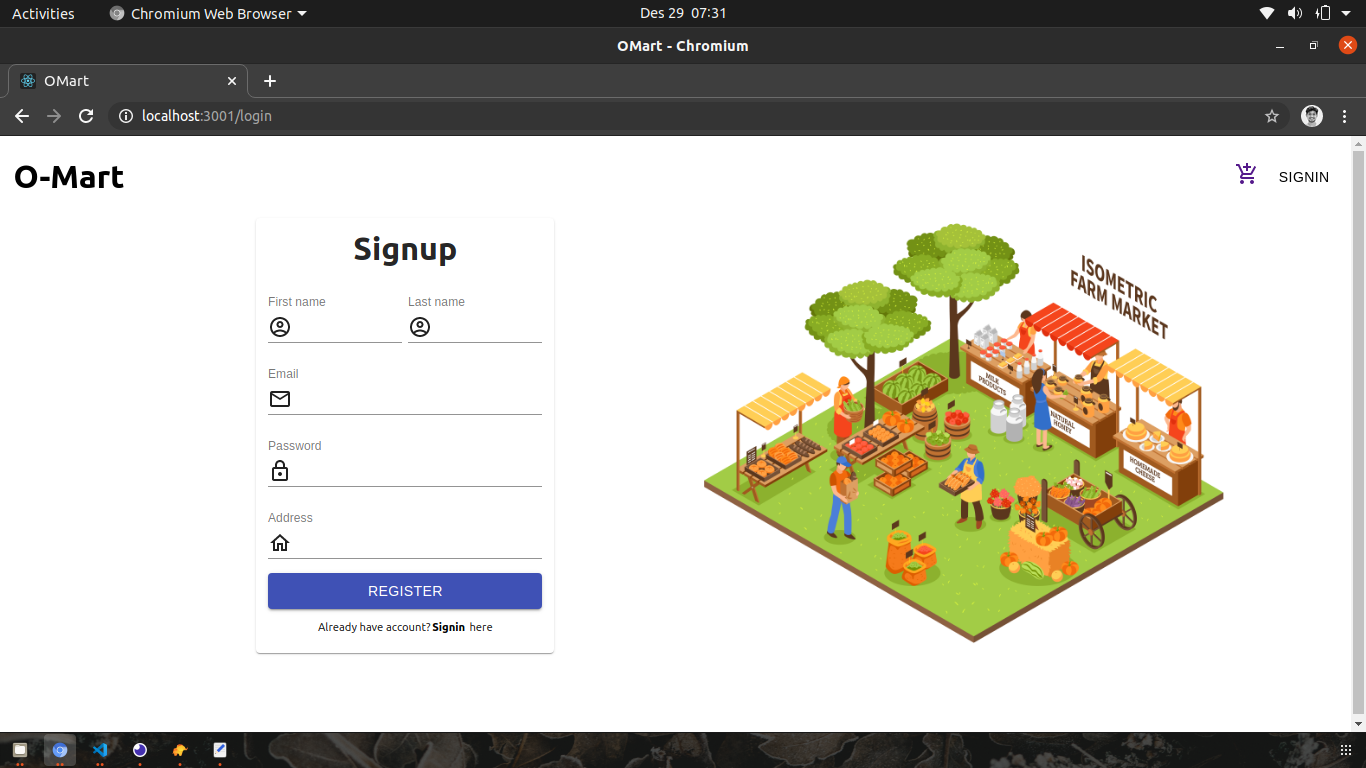 Activities
Chromium Web Browser
Des 29 07:31
OMart - Chromium
OMart
localhost:3001/login
O-Mart
SIGNIN
Signup
First name
Last name
Email
Password
Address
REGISTER
Already have account? Signin here
ISOMETRIC
FARM MARKET
MILK
PRODUCTS
NATURAL
HONEY
HOMEMADE
CHEESE